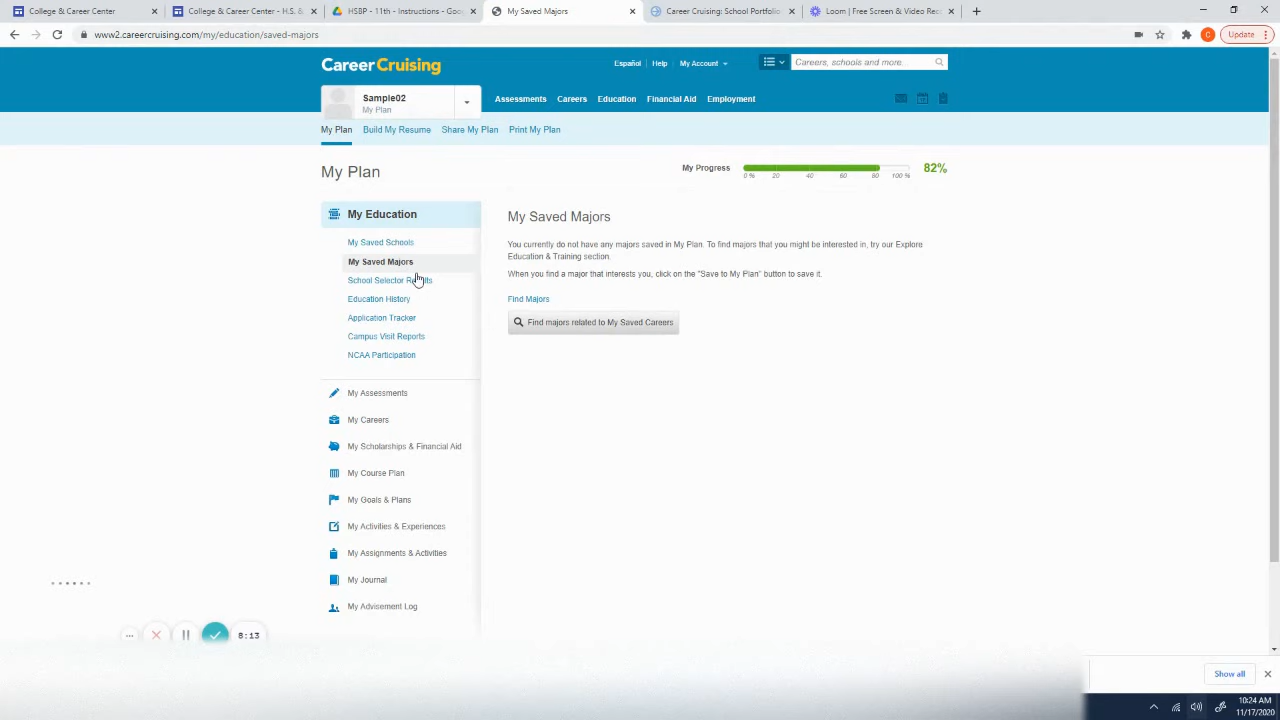 College & Career Center
College & Career Center - H.S. &
HSBP - 11th - Instructions - Goo
My Saved Majors
Career Cruising: School Portfolio
Loom | Free Screen & Video Rec
www2.careercruising.com/my/education/saved-majors
C
Update
CareerCruising
Español
Help
My Account
Careers, schools and more...
Sample02
My Plan
Assessments
Careers
Education
Financial Aid
Employment
My Plan
Build My Resume
Share My Plan
Print My Plan
My Plan
My Progress
0 %
20
40
60
80
100 %
82%
My Education
My Saved Schools
My Saved Majors
School Selector Results
Education History
Application Tracker
Campus Visit Reports
NCAA Participation
My Assessments
My Careers
My Scholarships & Financial Aid
My Course Plan
My Goals & Plans
My Activities & Experiences
My Assignments & Activities
My Journal
My Advisement Log
My Saved Majors
You currently do not have any majors saved in My Plan. To find majors that you might be interested in, try our Explore
Education & Training section.
When you find a major that interests you, click on the "Save to My Plan" button to save it.
Find Majors
Find majors related to My Saved Careers
8:13
Show all
10:24 AM
11/17/2020